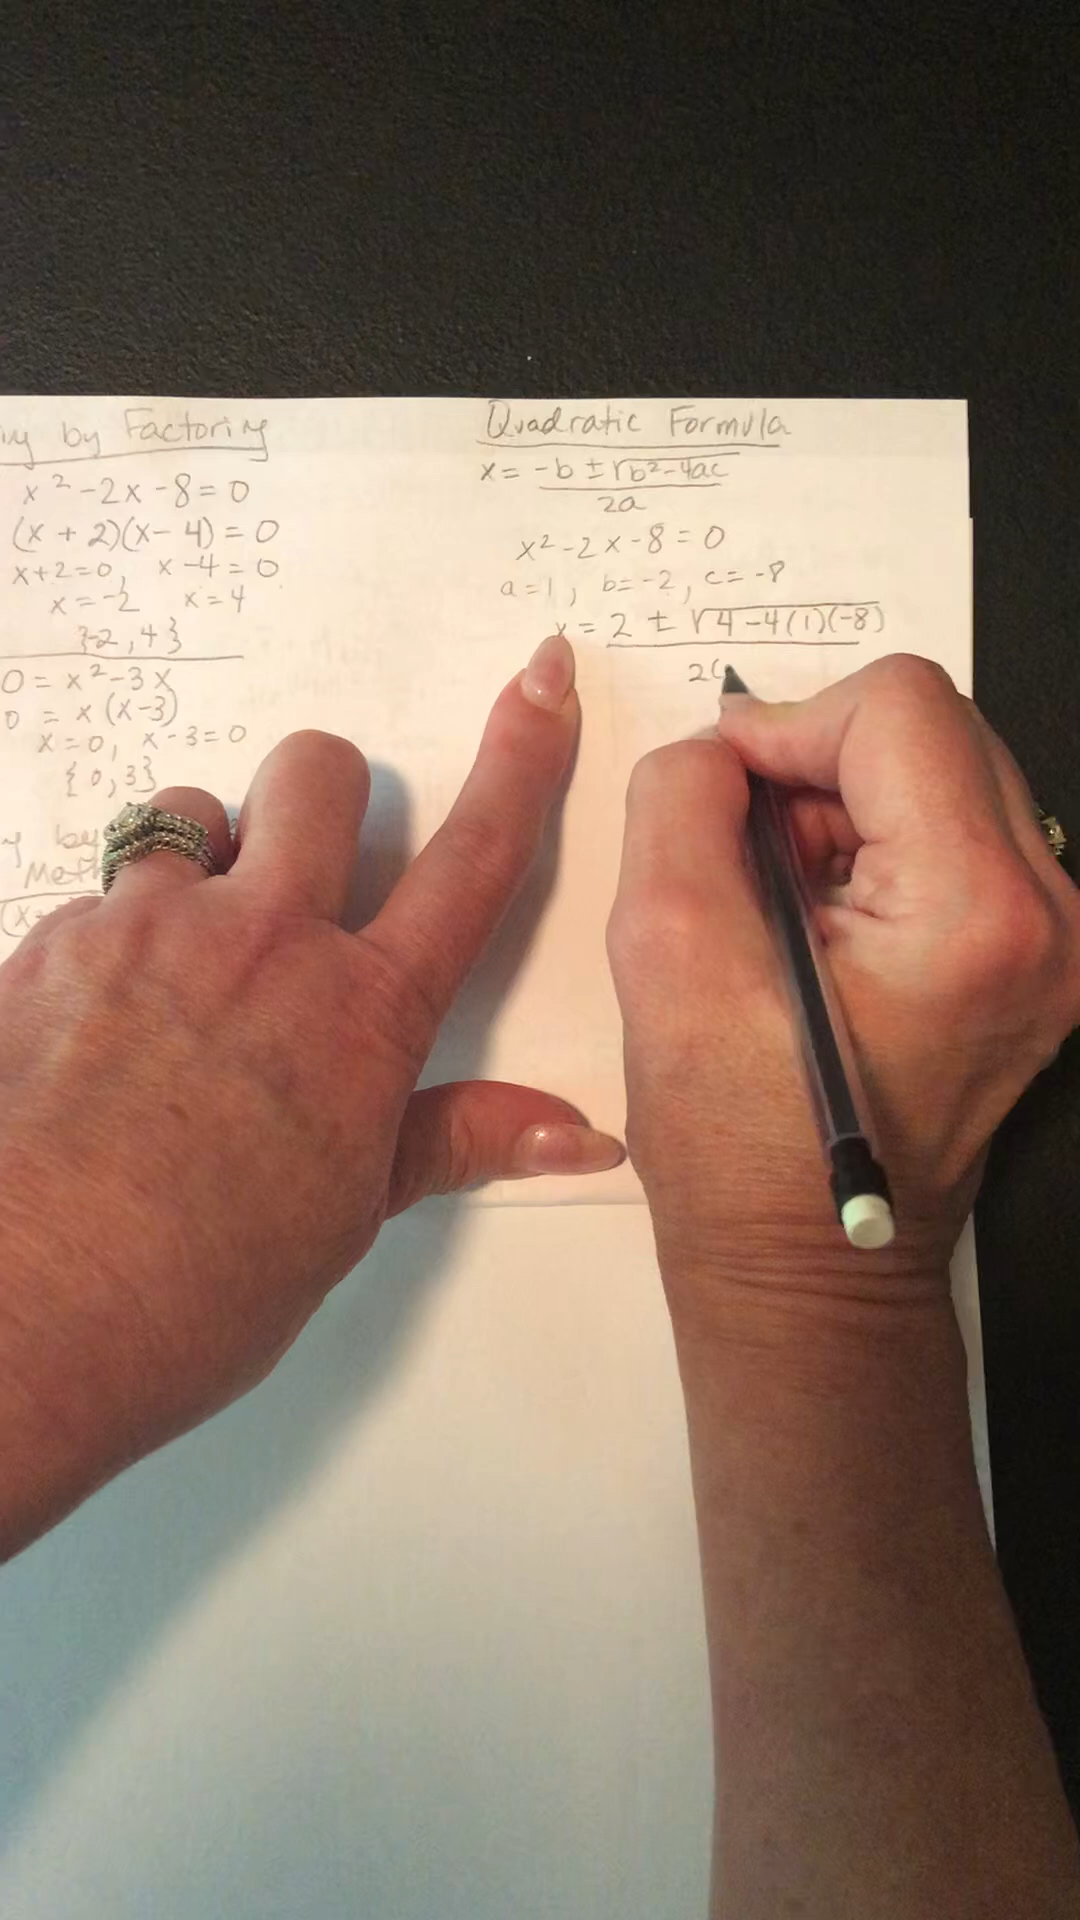 by Factoring
x² -2x -8 = 0
(x + 2)(x - 4) = 0
x+2=0, x-4=0
x=-2 x=4
{-2, 4}
0 = x² -3x
0 = x (x-3)
x=0, x-3=0
{0, 3}
by
Quadratic Formula
x = -b ± √b² -4ac
2a
x² -2x -8 = 0
a=1, b=-2, c=-8
x = 2 ± √4 -4(1)(-8)
2(